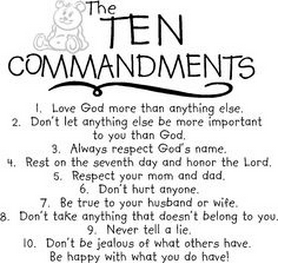 The
TEN
COMMANDMENTS
1. Love God more than anything else.
2. Don't let anything else be more important
to you than God.
3. Always respect God's name.
4. Rest on the seventh day and honor the Lord.
5. Respect your mom and dad.
6. Don't hurt anyone.
7. Be true to your husband or wife.
8. Don't take anything that doesn't belong to you.
9. Never tell a lie.
10. Don't be jealous of what others have.
Be happy with what you do have!